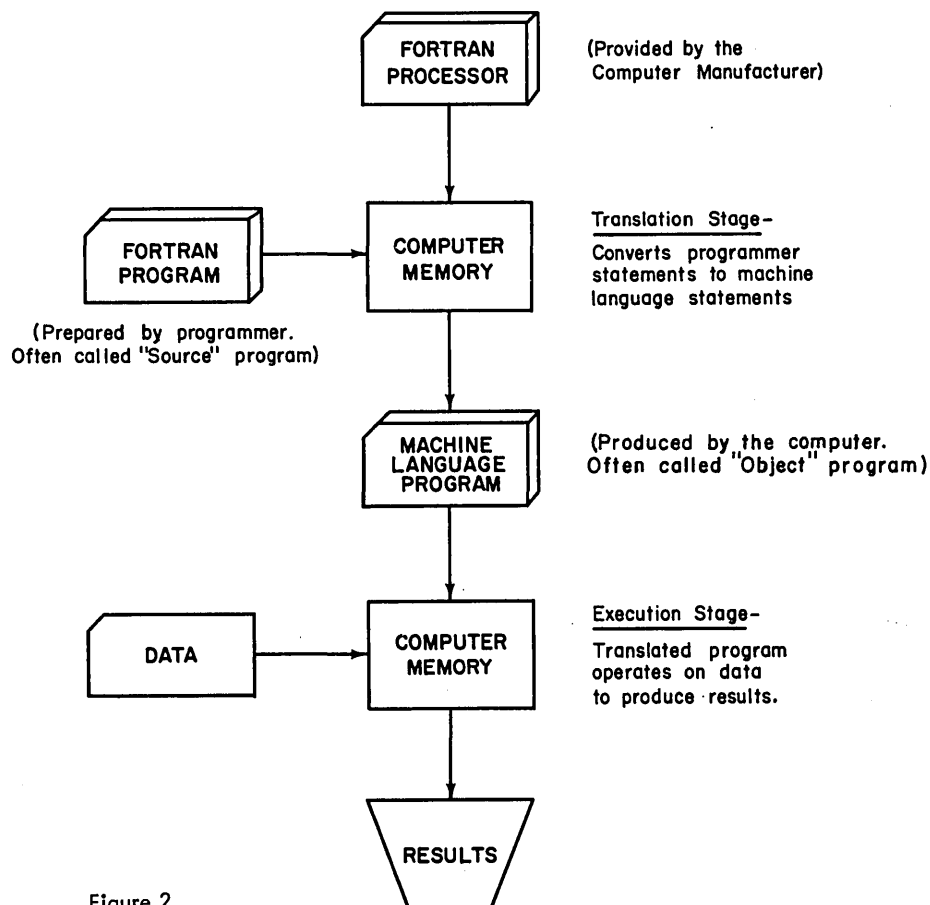 FORTRAN
PROCESSOR
(Provided by the
Computer Manufacturer)
FORTRAN
PROGRAM
(Prepared by programmer.
Often called "Source" program)
COMPUTER
MEMORY
Translation Stage-
Converts programmer
statements to machine
language statements
MACHINE
LANGUAGE
PROGRAM
(Produced by the computer.
Often called "Object" program)
DATA
COMPUTER
MEMORY
Execution Stage-
Translated program
operates on data
to produce results.
RESULTS
Figure 2